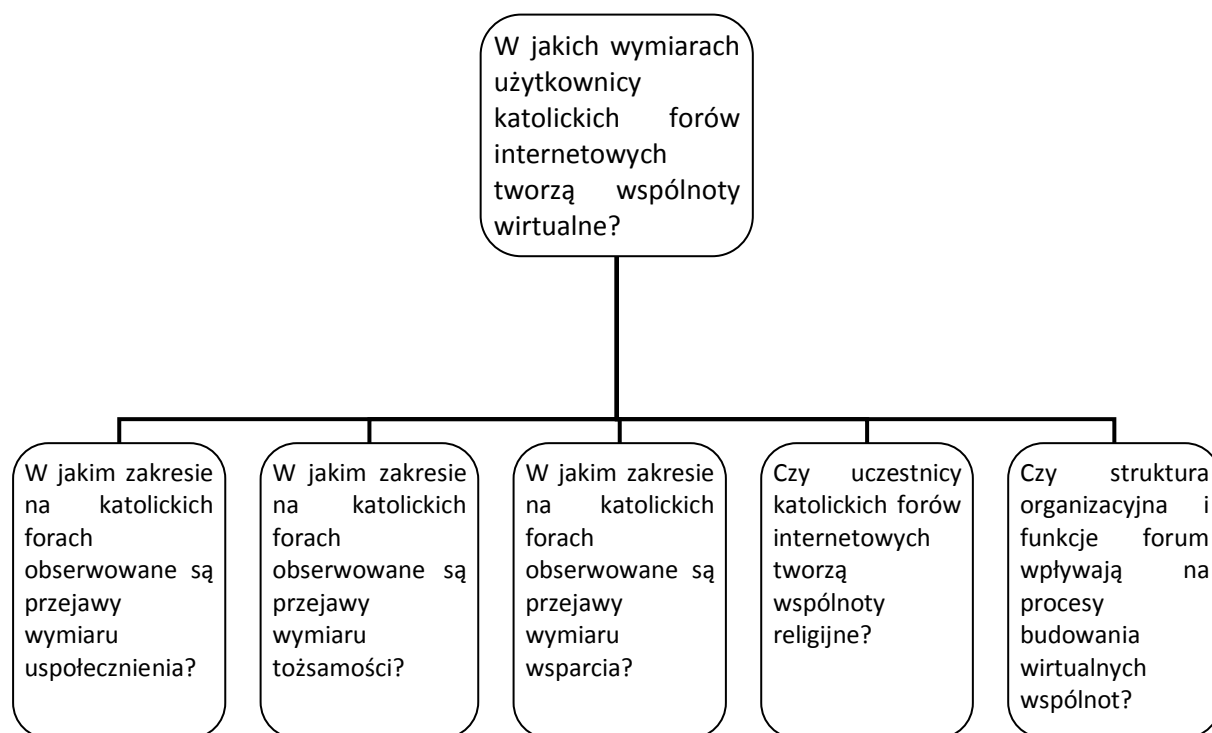 W jakich wymiarach
użytkownicy
katolickich forów
internetowych
tworzą wspólnoty
wirtualne?
W jakim zakresie
na katolickich
forach
obserwowane są
przejawy
wymiaru
uspołecznienia?
W jakim zakresie
na katolickich
forach
obserwowane są
przejawy
wymiaru
tożsamości?
W jakim zakresie
na katolickich
forach
obserwowane są
przejawy
wymiaru
wsparcia?
Czy uczestnicy
katolickich forów
internetowych
tworzą
wspólnoty
religijne?
Czy struktura
organizacyjna i
funkcje forum
wpływają na
procesy
budowania
wirtualnych
wspólnot?